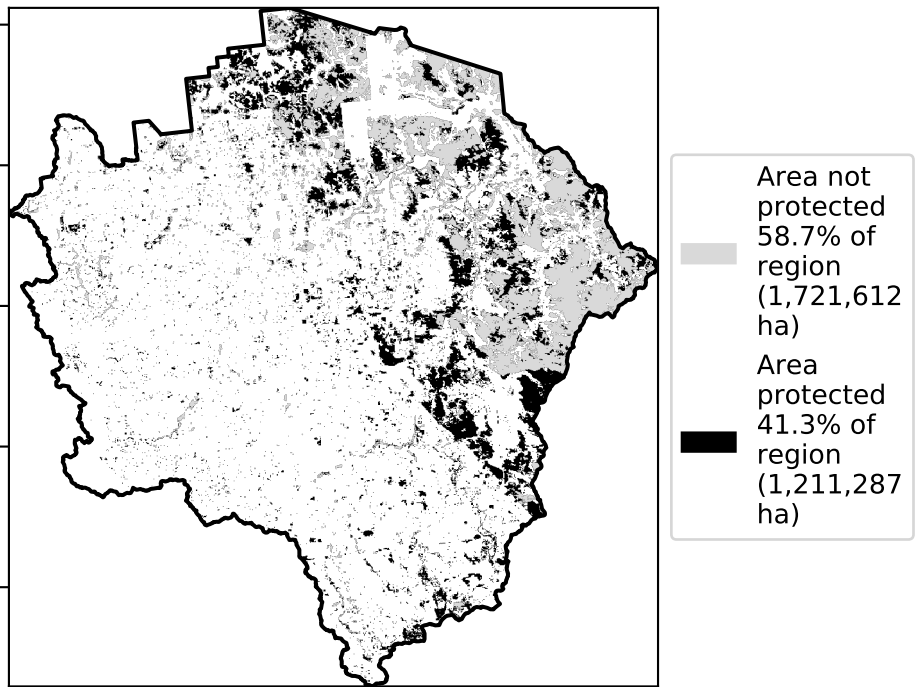 Area not
protected
58.7% of
region
(1,721,612
ha)
Area
protected
41.3% of
region
(1,211,287
ha)